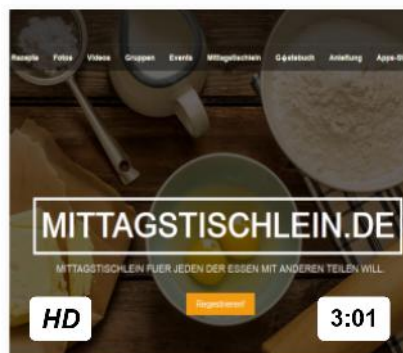 Rezepte Fotos Videos Gruppen Events Mittagstischlein Gästebuch Anleitung
MITTAGSTISCHLEIN.DE
MITTAGSTISCHLEIN FUER JEDEN DER ESSEN MIT ANDEREN TEILEN WILL.
Registrieren!
HD 3:01